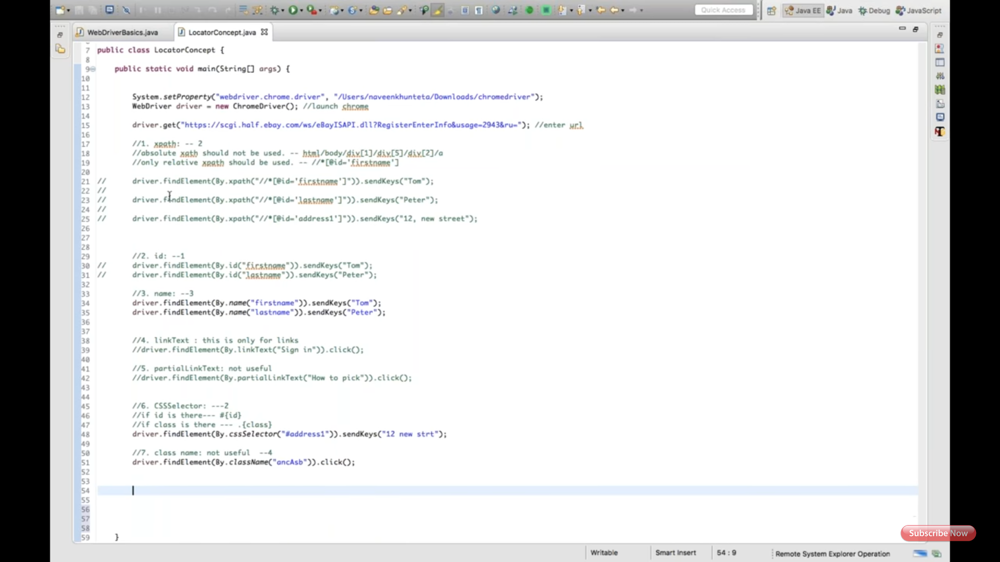 Quick Access
Java EE
Java
Debug
JavaScript
WebDriverBasics.java
LocatorConcept.java
7 public class LocatorConcept {
8
9 public static void main(String[] args) {
10
11
12 System.setProperty("webdriver.chrome.driver", "/Users/naveenkhunteta/Downloads/chromedriver");
13 WebDriver driver = new ChromeDriver(); //launch chrome
14
15 driver.get("https://scgi.half.ebay.com/ws/eBayISAPI.dll?RegisterEnterInfo&usage=2943&ru="); //enter url
16
17 //1. xpath: -- 2
18 //absolute xath should not be used. -- html/body/div[1]/div[5]/div[2]/a
19 //only relative xpath should be used. -- //*[@id='firstname']
20
21 // driver.findElement(By.xpath("//*[@id='firstname']")).sendKeys("Tom");
22 //
23 // driver.findElement(By.xpath("//*[@id='lastname']")).sendKeys("Peter");
24 //
25 // driver.findElement(By.xpath("//*[@id='address1']")).sendKeys("12, new street");
26
27
28
29 //2. id: --1
30 // driver.findElement(By.id("firstname")).sendKeys("Tom");
31 // driver.findElement(By.id("lastname")).sendKeys("Peter");
32
33 //3. name: --3
34 driver.findElement(By.name("firstname")).sendKeys("Tom");
35 driver.findElement(By.name("lastname")).sendKeys("Peter");
36
37
38 //4. linkText : this is only for links
39 //driver.findElement(By.linkText("Sign in")).click();
40
41 //5. partialLinkText: not useful
42 //driver.findElement(By.partialLinkText("How to pick")).click();
43
44
45 //6. CSSSelector: ---2
46 //if id is there--- #{id}
47 //if class is there --- .{class}
48 driver.findElement(By.cssSelector("#address1")).sendKeys("12 new strt");
49
50 //7. class name: not useful --4
51 driver.findElement(By.className("ancAsb")).click();
52
53
54
55
56
57
58
59 }
Subscribe Now
Writable
Smart Insert
54 : 9
Remote System Explorer Operation